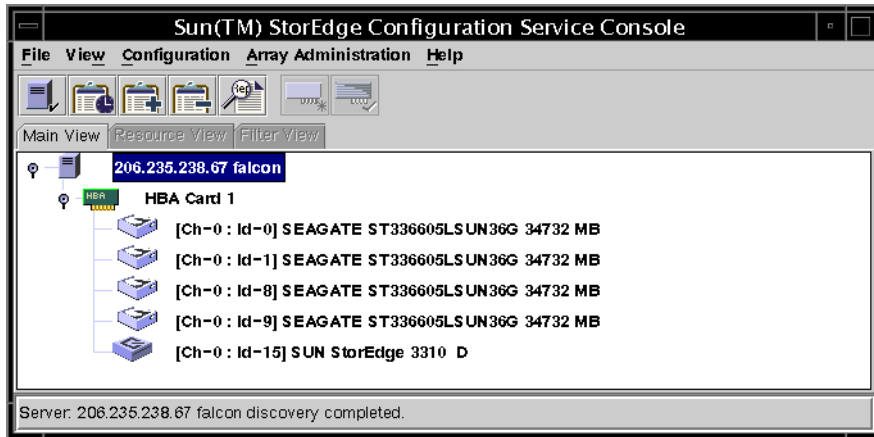 Sun(TM) StorEdge Configuration Service Console
File View Configuration Array Administration Help
Rep
Main View Resource View Filter View
206.235.238.67 falcon
HBA HBA Card 1
[Ch-0 : Id-0] SEAGATE ST336605LSUN36G 34732 MB
[Ch-0 : Id-1] SEAGATE ST336605LSUN36G 34732 MB
[Ch-0 : Id-8] SEAGATE ST336605LSUN36G 34732 MB
[Ch-0 : Id-9] SEAGATE ST336605LSUN36G 34732 MB
[Ch-0 : Id-15] SUN StorEdge 3310 D
Server: 206.235.238.67 falcon discovery completed.